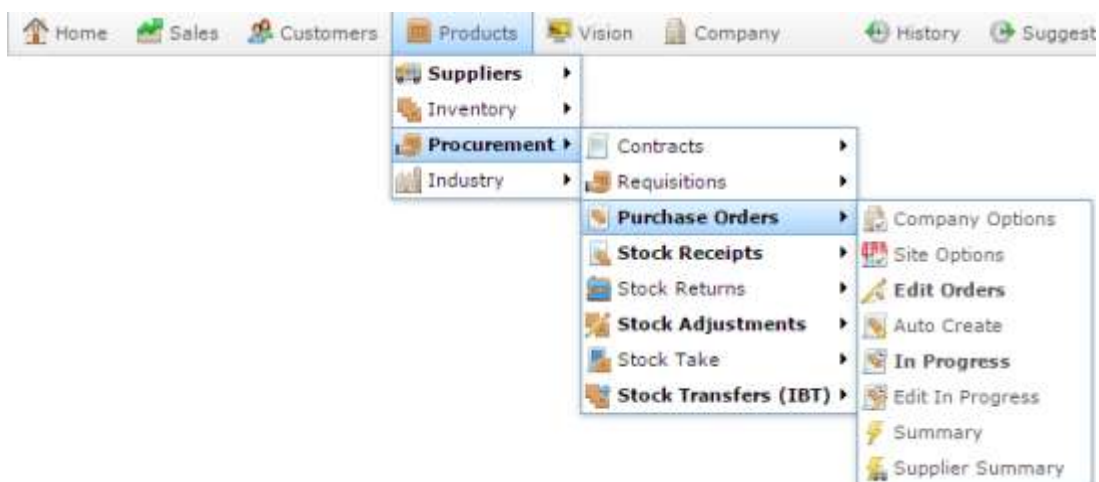 Home Sales Customers Products Vision Company History Suggest
Suppliers
Inventory
Procurement Contracts
Industry Requisitions
Purchase Orders Company Options
Stock Receipts Site Options
Stock Returns Edit Orders
Stock Adjustments Auto Create
Stock Take In Progress
Stock Transfers (IBT) Edit In Progress
Summary
Supplier Summary